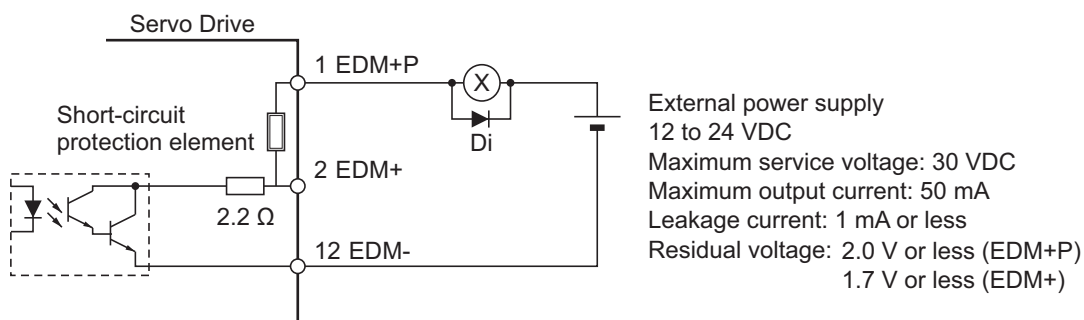 Servo Drive
1 EDM+P
Short-circuit
protection element
X
Di
2 EDM+
2.2 Ω
12 EDM-
External power supply
12 to 24 VDC
Maximum service voltage: 30 VDC
Maximum output current: 50 mA
Leakage current: 1 mA or less
Residual voltage: 2.0 V or less (EDM+P)
1.7 V or less (EDM+)